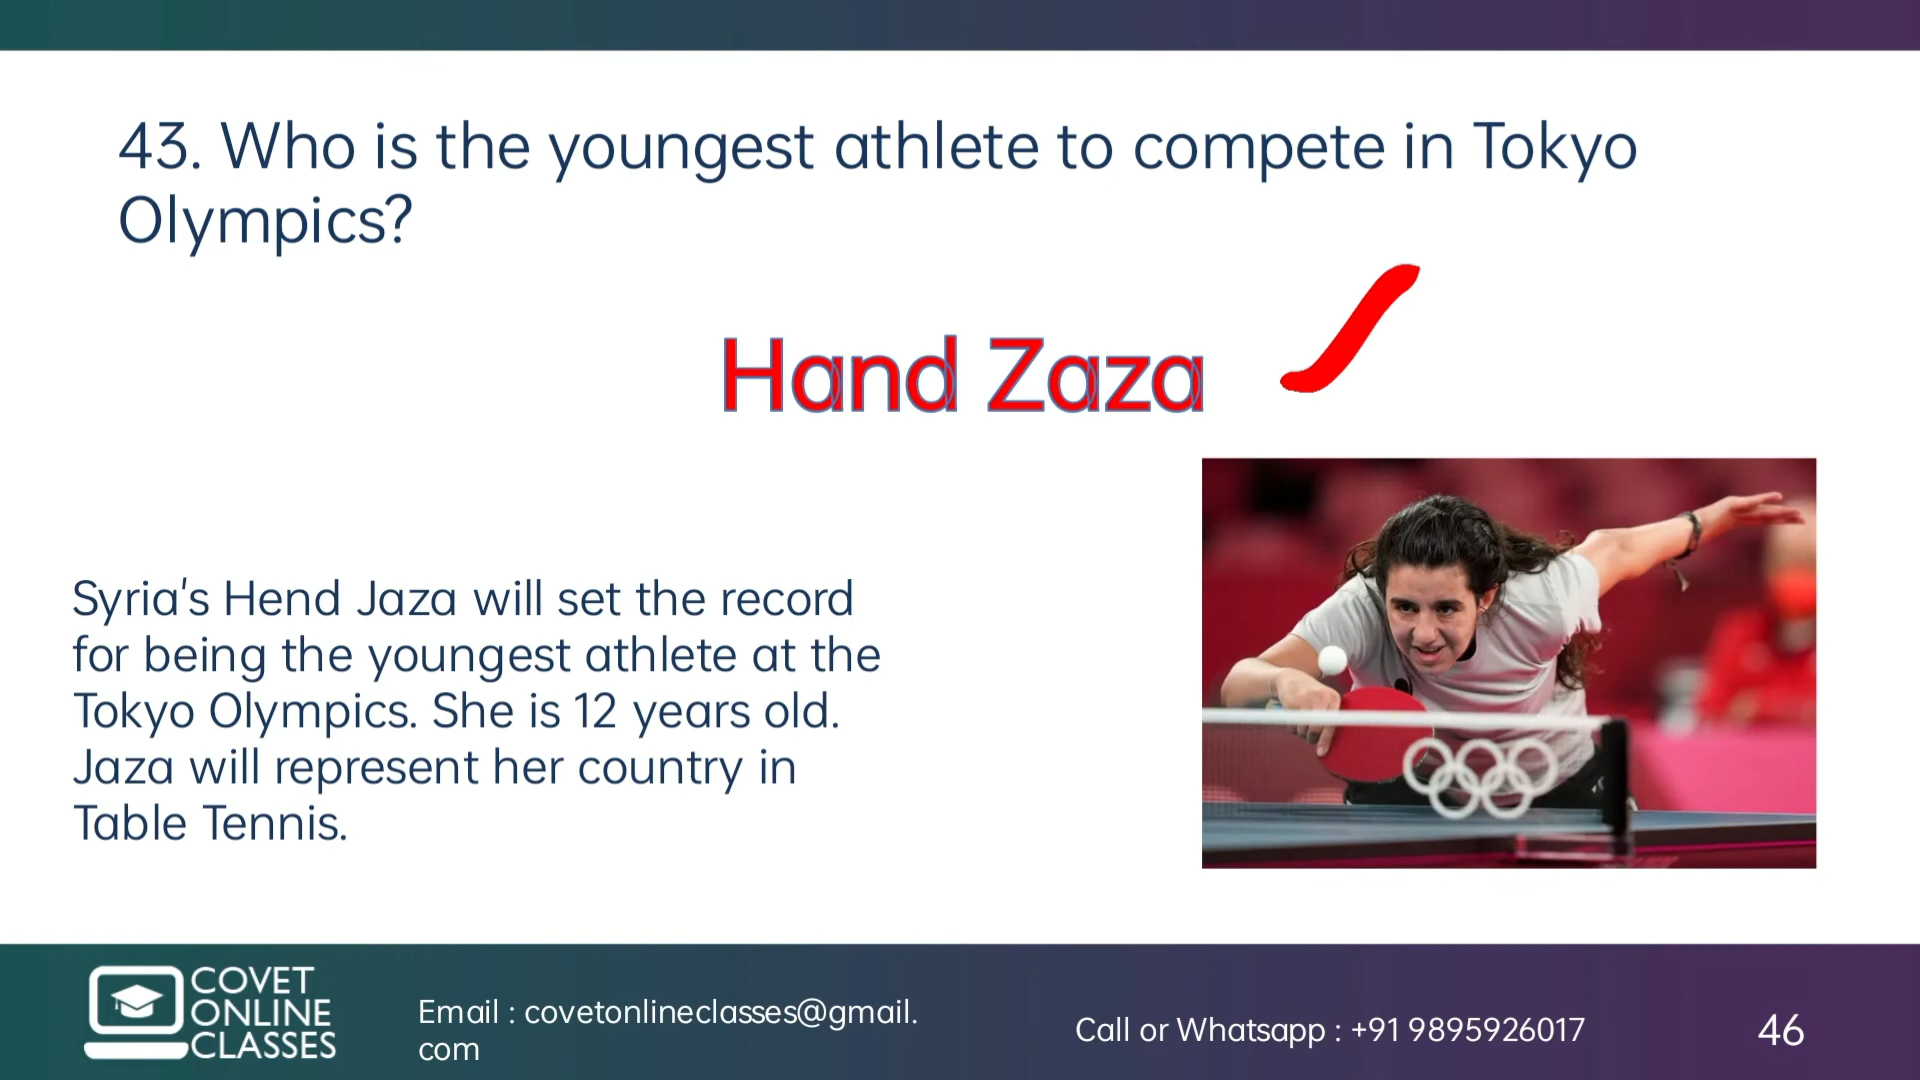 43. Who is the youngest athlete to compete in Tokyo
Olympics?
Hand Zaza
Syria's Hend Jaza will set the record
for being the youngest athlete at the
Tokyo Olympics. She is 12 years old.
Jaza will represent her country in
Table Tennis.
COVET
ONLINE
CLASSES
Email : covetonlineclasses@gmail.
com
Call or Whatsapp : +91 9895926017
46